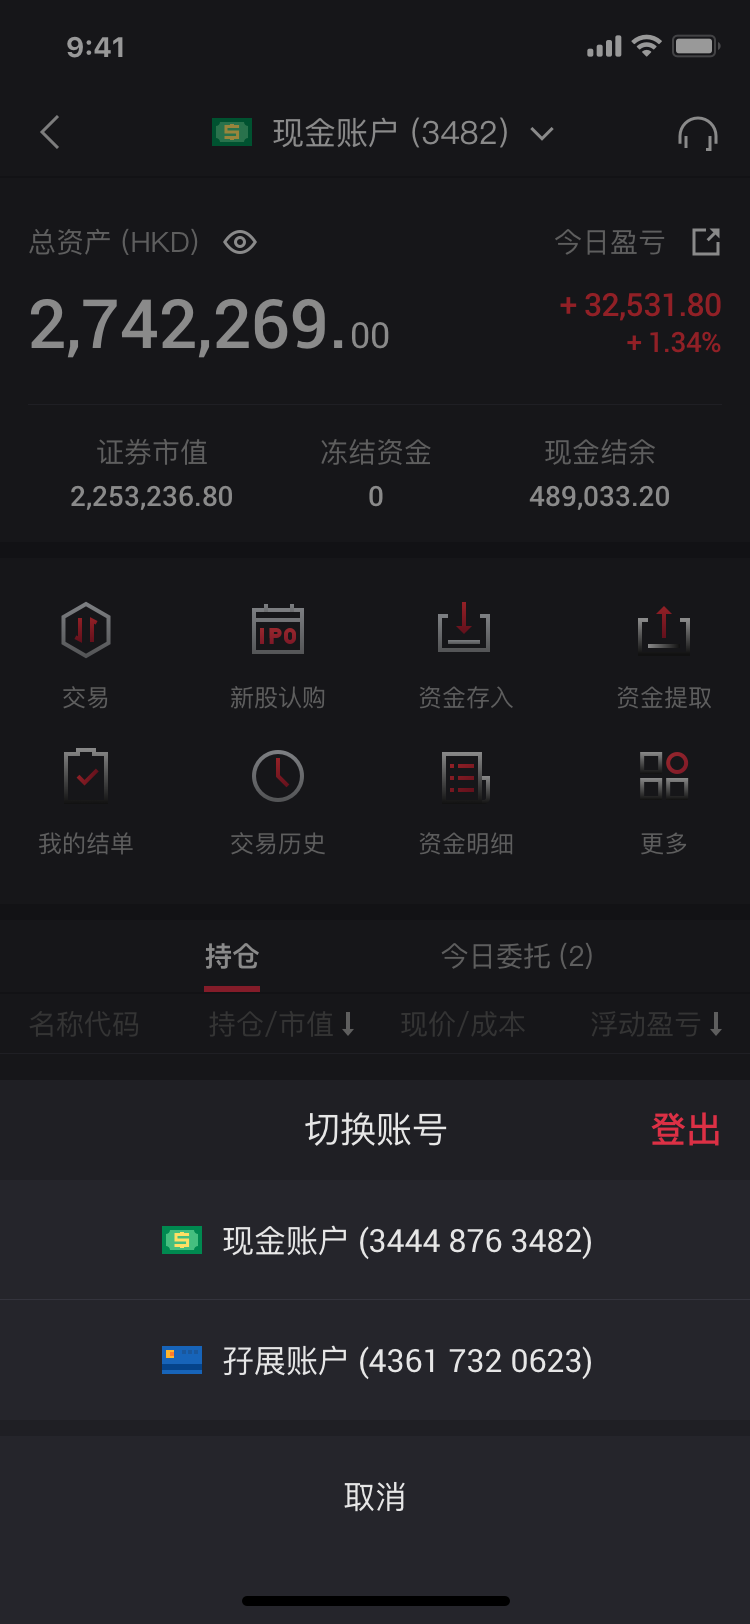 9:41
现金账户 (3482)
总资产 (HKD) 今日盈亏
2,742,269.00 + 32,531.80
+ 1.34%
证券市值 冻结资金 现金结余
2,253,236.80 0 489,033.20
IPO
交易 新股认购 资金存入 资金提取
我的结单 交易历史 资金明细 更多
持仓 今日委托 (2)
名称代码 持仓/市值 现价/成本 浮动盈亏
切换账号 登出
现金账户 (3444 876 3482)
孖展账户 (4361 732 0623)
取消